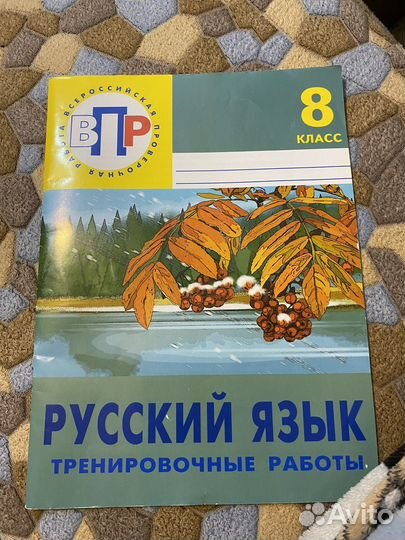 ВСЕРОССИЙСКАЯ ПРОВЕРОЧНАЯ РАБОТА
ВПР
8
КЛАСС
РУССКИЙ ЯЗЫК
ТРЕНИРОВОЧНЫЕ РАБОТЫ
Avito